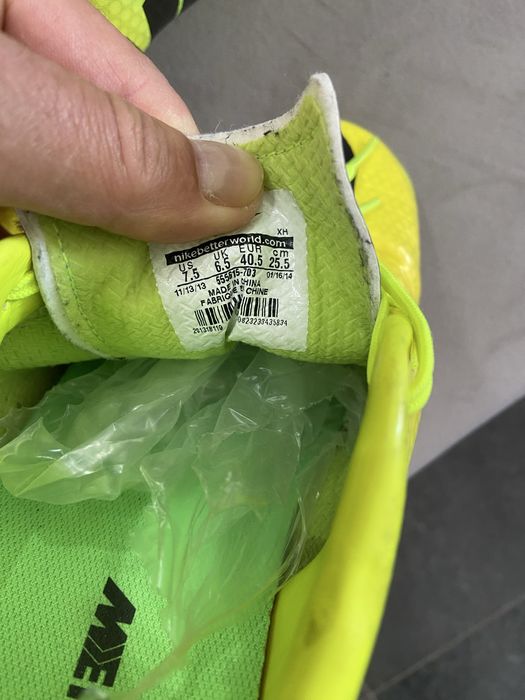 XH
nikebetterworld.com
US UK EUR cm
7.5 6.5 40.5 25.5
11/13/13 555615-703 01/16/14
MADE IN CHINA
FABRIQUE EN CHINE